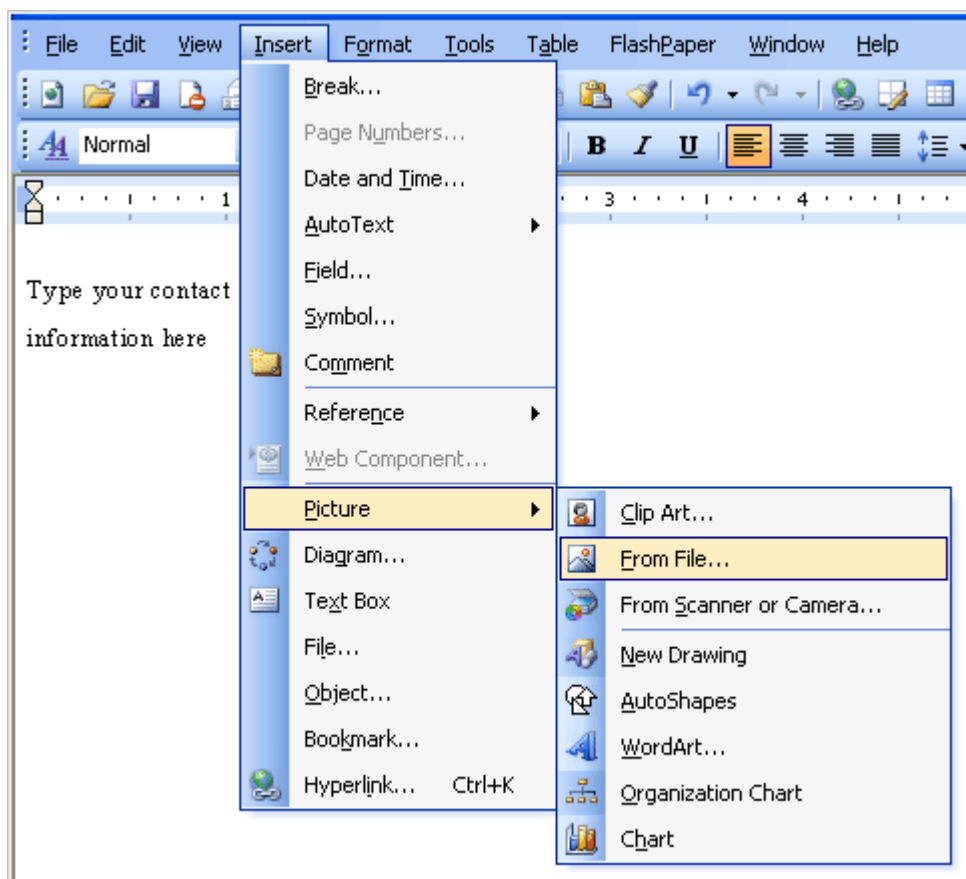 File Edit View Insert Format Tools Table FlashPaper Window Help
Normal B I U
1 3 4
Type your contact
information here
Break...
Page Numbers...
Date and Time...
AutoText
Field...
Symbol...
Comment
Reference
Web Component...
Picture
Diagram...
Text Box
File...
Object...
Bookmark...
Hyperlink... Ctrl+K
Clip Art...
From File...
From Scanner or Camera...
New Drawing
AutoShapes
WordArt...
Organization Chart
Chart